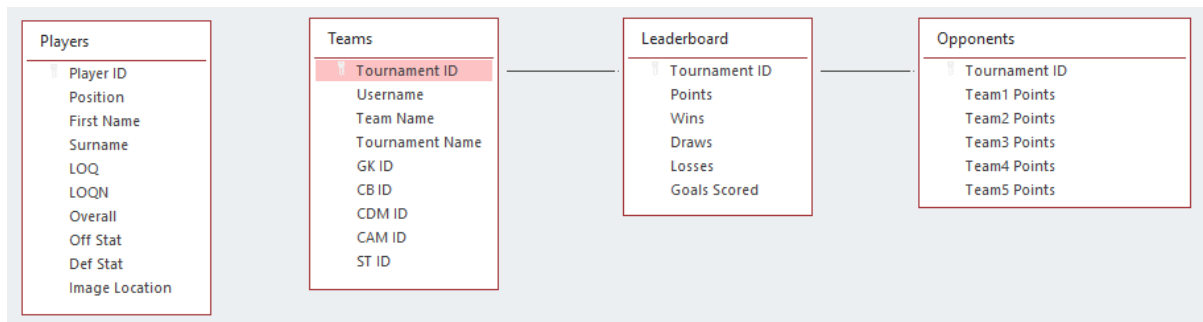 Players
Player ID
Position
First Name
Surname
LOQ
LOQN
Overall
Off Stat
Def Stat
Image Location
Teams
Tournament ID
Username
Team Name
Tournament Name
GK ID
CB ID
CDM ID
CAM ID
ST ID
Leaderboard
Tournament ID
Points
Wins
Draws
Losses
Goals Scored
Opponents
Tournament ID
Team1 Points
Team2 Points
Team3 Points
Team4 Points
Team5 Points